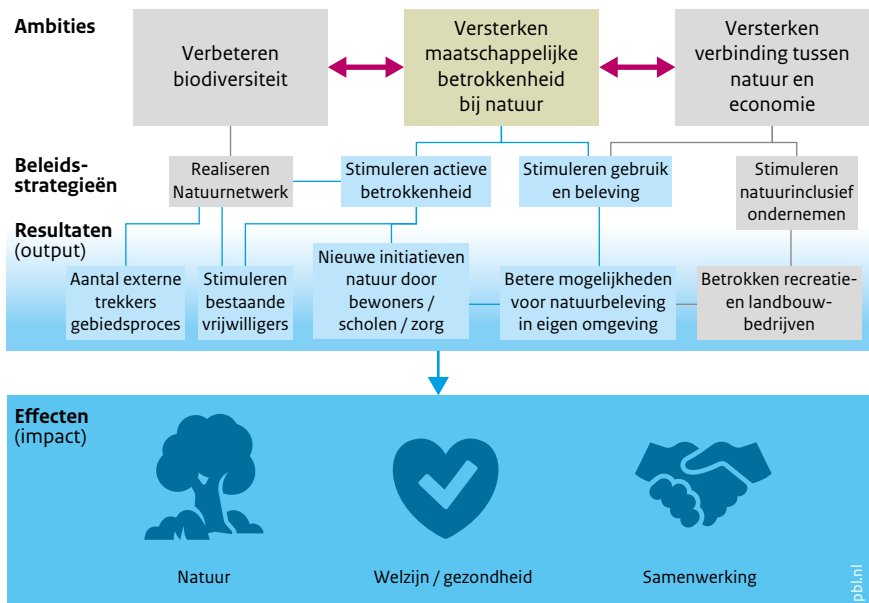 Ambities
Verbeteren
biodiversiteit
Versterken
maatschappelijke
betrokkenheid
bij natuur
Versterken
verbinding tussen
natuur en
economie
Beleids-
strategieën
Realiseren
Natuurnetwerk
Stimuleren actieve
betrokkenheid
Stimuleren gebruik
en beleving
Stimuleren
natuurinclusief
ondernemen
Resultaten
(output)
Aantal externe
trekkers
gebiedsproces
Stimuleren
bestaande
vrijwilligers
Nieuwe initiatieven
natuur door
bewoners /
scholen / zorg
Betere mogelijkheden
voor natuurbeleving
in eigen omgeving
Betrokken recreatie-
en landbouw-
bedrijven
Effecten
(impact)
Natuur
Welzijn / gezondheid
Samenwerking
pbl.nl